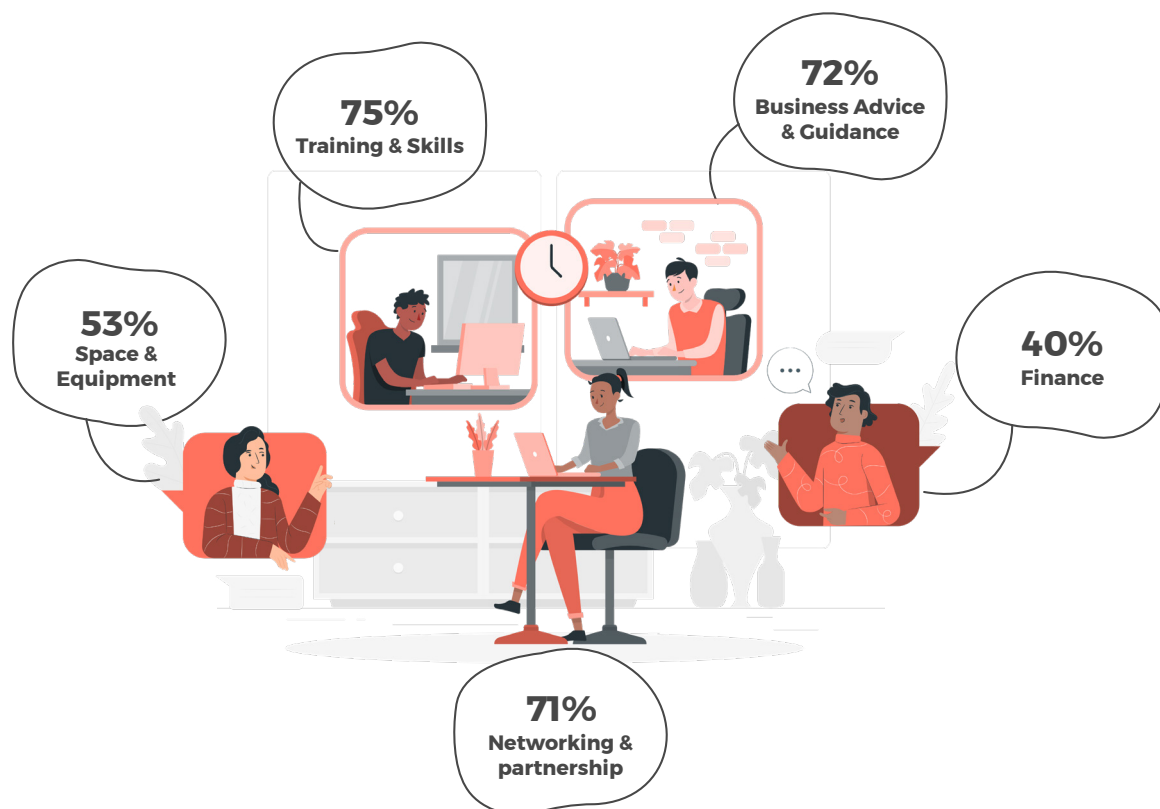 75%
Training & Skills
72%
Business Advice
& Guidance
53%
Space &
Equipment
40%
Finance
71%
Networking &
partnership